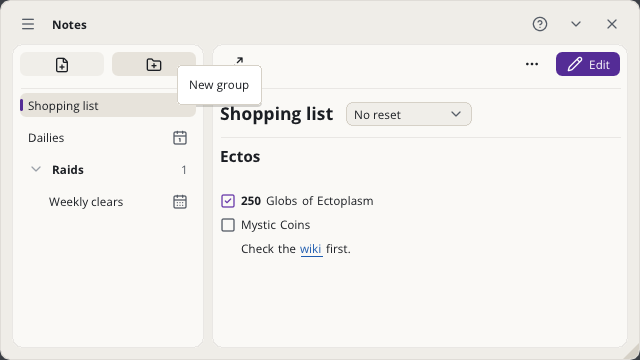 Notes
New group
Edit
Shopping list
Dailies
Raids 1
Weekly clears
Shopping list No reset
Ectos
250 Globs of Ectoplasm
Mystic Coins
Check the wiki first.